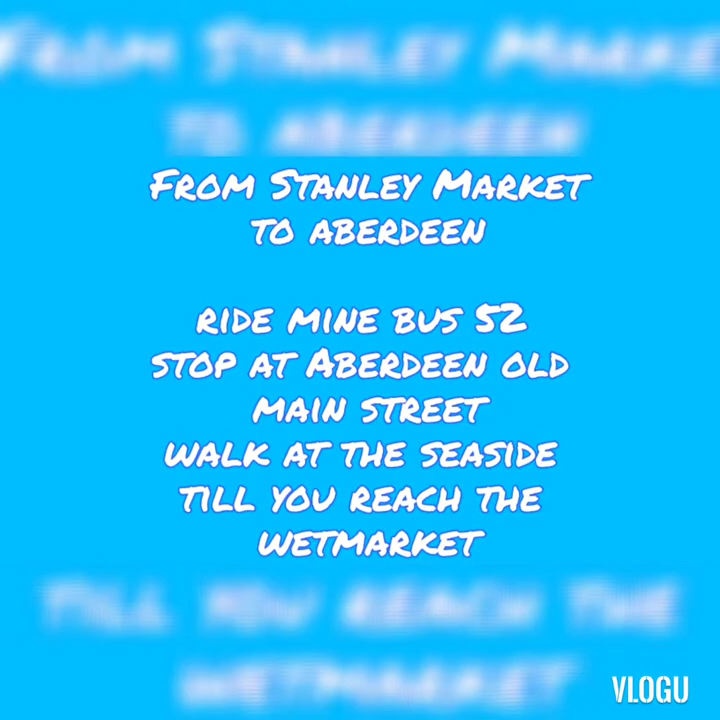 From Stanley Market
to aberdeen
ride mine bus 52
stop at Aberdeen old
main street
walk at the seaside
till you reach the
wetmarket
VLOGU